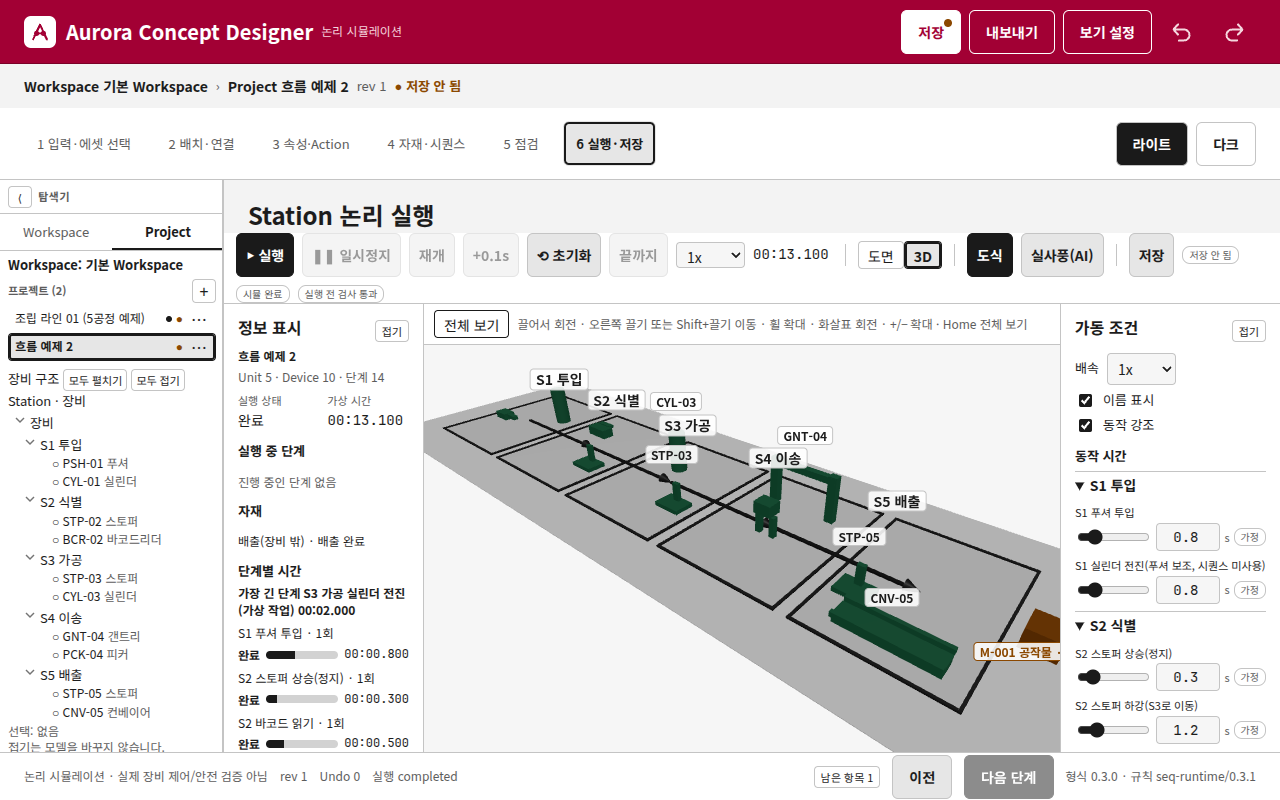 Aurora Concept Designer 논리 시뮬레이션 저장 내보내기 보기 설정
Workspace 기본 Workspace › Project 흐름 예제 2 rev 1 ● 저장 안 됨
1 입력·에셋 선택 2 배치·연결 3 속성·Action 4 자재·시퀀스 5 점검 6 실행·저장 라이트 다크
탐색기
Workspace Project
Workspace: 기본 Workspace
프로젝트 (2) +
조립 라인 01 (5공정 예제) ● ● ...
흐름 예제 2 ● ...
장비 구조 모두 펼치기 모두 접기
Station · 장비
장비
S1 투입
○ PSH-01 푸셔
○ CYL-01 실린더
S2 식별
○ STP-02 스토퍼
○ BCR-02 바코드리더
S3 가공
○ STP-03 스토퍼
○ CYL-03 실린더
S4 이송
○ GNT-04 갠트리
○ PCK-04 피커
S5 배출
○ STP-05 스토퍼
○ CNV-05 컨베이어
선택: 없음
접기는 모델을 바꾸지 않습니다.
Station 논리 실행
▶ 실행 ❚❚ 일시정지 재개 +0.1s ⟲ 초기화 끝까지 1x 00:13.100 도면 3D 도식 실사풍(AI) 저장 저장 안 됨
시뮬 완료 실행 전 검사 통과
정보 표시 접기
흐름 예제 2
Unit 5 · Device 10 · 단계 14
실행 상태 가상 시간
완료 00:13.100
실행 중 단계
진행 중인 단계 없음
자재
배출(장비 밖) · 배출 완료
단계별 시간
가장 긴 단계 S3 가공 실린더 전진
(가상 작업) 00:02.000
S1 푸셔 투입 · 1회
완료 00:00.800
S2 스토퍼 상승(정지) · 1회
완료 00:00.300
S2 바코드 읽기 · 1회
완료 00:00.500
전체 보기 끌어서 회전 · 오른쪽 끌기 또는 Shift+끌기 이동 · 휠 확대 · 화살표 회전 · +/− 확대 · Home 전체 보기
S1 투입
S2 식별
CYL-03
S3 가공
GNT-04
STP-03
S4 이송
S5 배출
STP-05
CNV-05
M-001 공작물 ·
가동 조건 접기
배속 1x
이름 표시
동작 강조
동작 시간
▼ S1 투입
S1 푸셔 투입
0.8 s 가정
S1 실린더 전진(푸셔 보조, 시퀀스 미사용)
0.8 s 가정
▼ S2 식별
S2 스토퍼 상승(정지)
0.3 s 가정
S2 스토퍼 하강(S3로 이동)
1.2 s 가정
논리 시뮬레이션 · 실제 장비 제어/안전 검증 아님 rev 1 Undo 0 실행 completed 남은 항목 1 이전 다음 단계 형식 0.3.0 · 규칙 seq-runtime/0.3.1